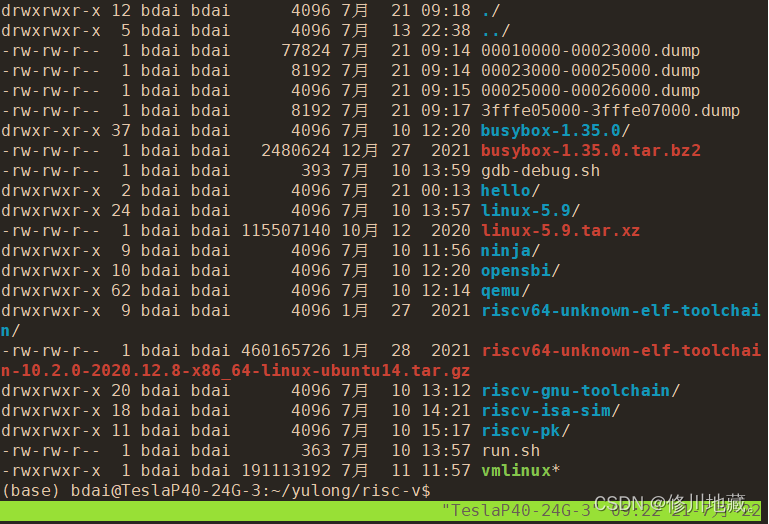 drwxrwxr-x 12 bdai bdai      4096 7月  21 09:18 ./
drwxrwxr-x  5 bdai bdai      4096 7月  13 22:38 ../
-rw-rw-r--  1 bdai bdai     77824 7月  21 09:14 00010000-00023000.dump
-rw-rw-r--  1 bdai bdai      8192 7月  21 09:14 00023000-00025000.dump
-rw-rw-r--  1 bdai bdai      4096 7月  21 09:15 00025000-00026000.dump
-rw-rw-r--  1 bdai bdai      8192 7月  21 09:17 3fffe05000-3fffe07000.dump
drwxr-xr-x 37 bdai bdai      4096 7月  10 12:20 busybox-1.35.0/
-rw-rw-r--  1 bdai bdai   2480624 12月 27  2021 busybox-1.35.0.tar.bz2
-rw-rw-r--  1 bdai bdai       393 7月  10 13:59 gdb-debug.sh
drwxrwxr-x  2 bdai bdai      4096 7月  21 00:13 hello/
drwxrwxr-x 24 bdai bdai      4096 7月  10 13:57 linux-5.9/
-rw-rw-r--  1 bdai bdai 115507140 10月 12  2020 linux-5.9.tar.xz
drwxrwxr-x  9 bdai bdai      4096 7月  10 11:56 ninja/
drwxrwxr-x 10 bdai bdai      4096 7月  10 12:20 opensbi/
drwxrwxr-x 62 bdai bdai      4096 7月  10 12:14 qemu/
drwxrwxr-x  9 bdai bdai      4096 1月  27  2021 riscv64-unknown-elf-toolchai
n/
-rw-rw-r--  1 bdai bdai 460165726 1月  28  2021 riscv64-unknown-elf-toolchai
n-10.2.0-2020.12.8-x86_64-linux-ubuntu14.tar.gz
drwxrwxr-x 20 bdai bdai      4096 7月  10 13:12 riscv-gnu-toolchain/
drwxrwxr-x 18 bdai bdai      4096 7月  10 14:21 riscv-isa-sim/
drwxrwxr-x 11 bdai bdai      4096 7月  10 15:17 riscv-pk/
-rw-rw-r--  1 bdai bdai       363 7月  10 13:57 run.sh
-rwxrwxr-x  1 bdai bdai 191113192 7月  11 11:57 vmlinux*
(base) bdai@TeslaP40-24G-3:~/yulong/risc-v$
"TeslaP40-24G-3" 09:22 21-7月-22
CSDN @修川地藏。